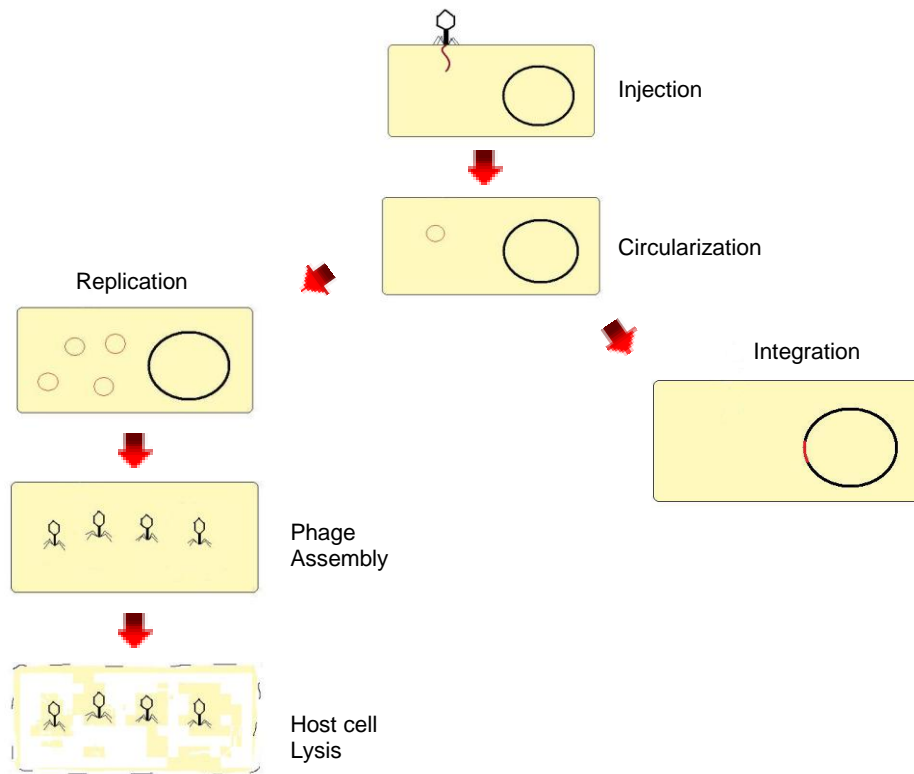 Injection
Circularization
Replication
Integration
Phage
Assembly
Host cell
Lysis